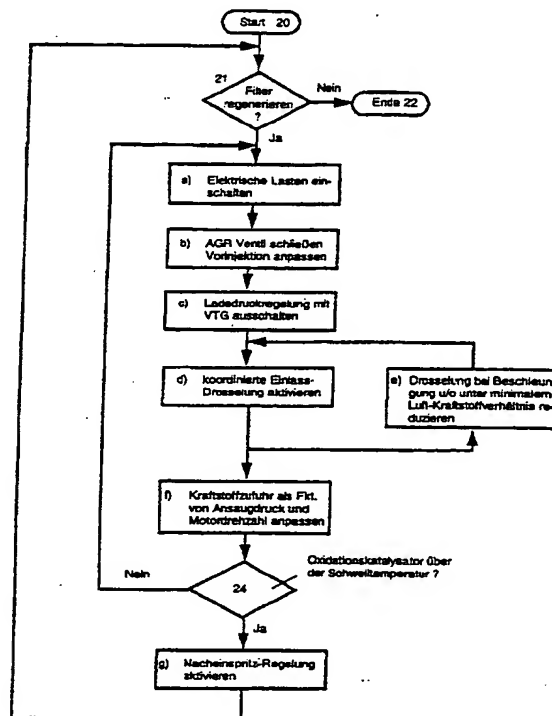 Start 20
21
Filter
regenerieren
?
Nein
Ende 22
Ja
a) Elektrische Lasten ein-
schalten
b) AGR Ventil schließen
Vorinjektion anpassen
c) Ladedruckregelung mit
VTG ausschalten
d) koordinierte Einlass-
Drosselung aktivieren
e) Drosselung bei Beschleun
gung u/o unter minimalem
Luft-Kraftstoffverhältnis re
duzieren
f) Kraftstoffzufuhr als Fkt.
von Ansaugdruck und
Motordrehzahl anpassen
Nein
24
Oxidationskatalysator über
der Schwelltemperatur ?
Ja
g) Nacheinspritz-Regelung
aktivieren